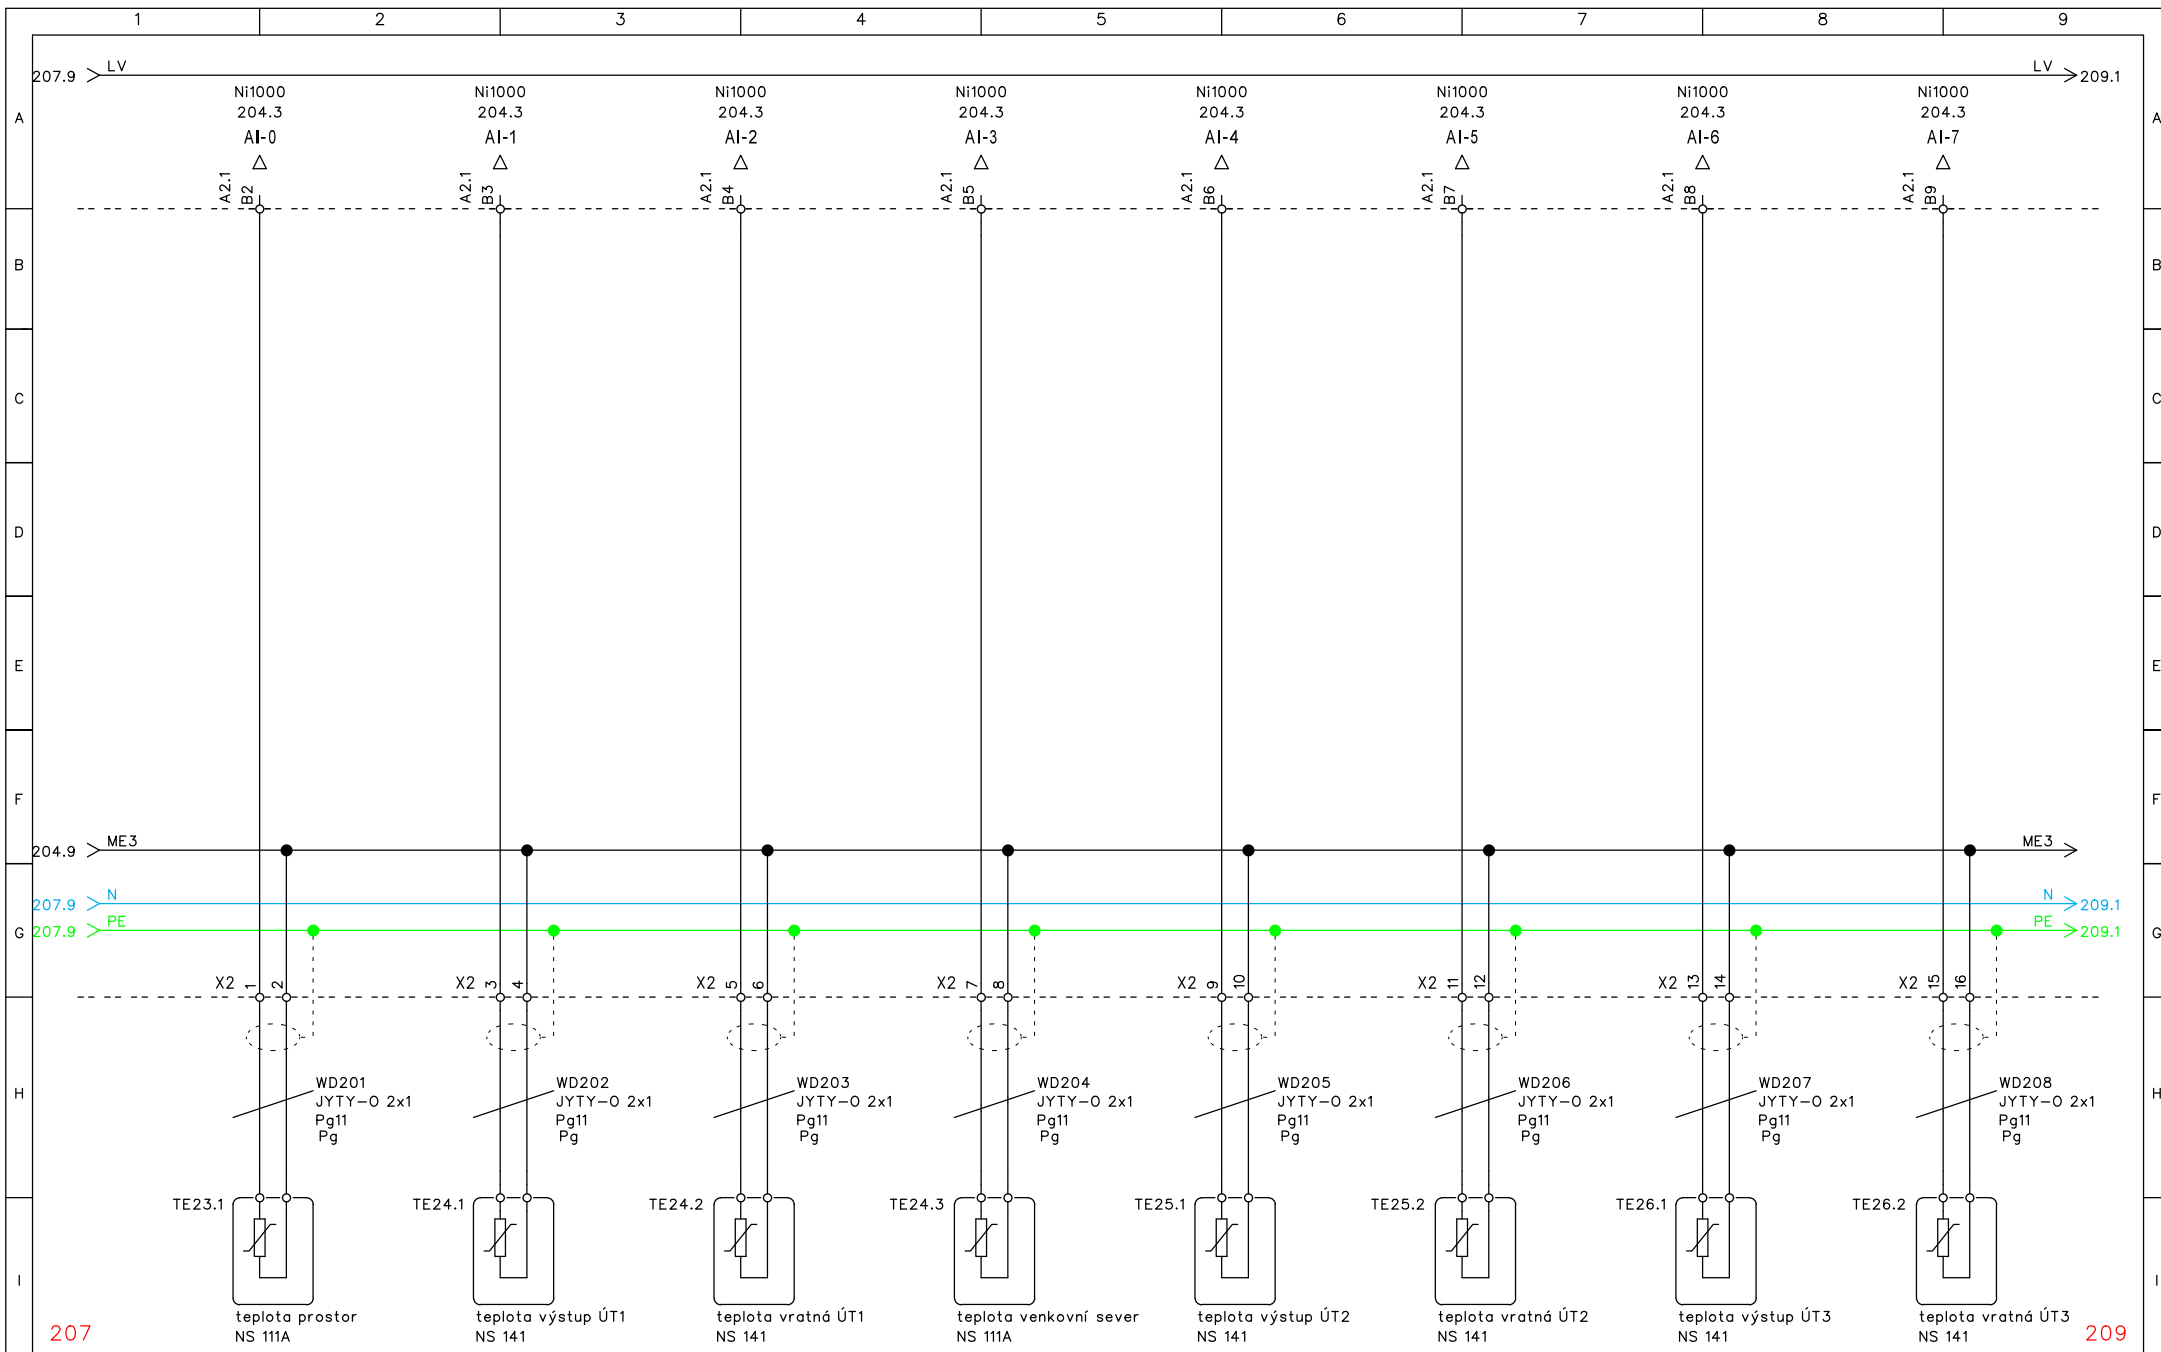 1 2 3 4 5 6 7 8 9
207.9 LV LV 209.1
Ni1000 Ni1000 Ni1000 Ni1000 Ni1000 Ni1000 Ni1000 Ni1000
204.3 204.3 204.3 204.3 204.3 204.3 204.3 204.3
A A
AI-0 AI-1 AI-2 AI-3 AI-4 AI-5 AI-6 AI-7
A2.1 A2.1 A2.1 A2.1 A2.1 A2.1 A2.1 A2.1
B2 B3 B4 B5 B6 B7 B8 B9
B B
C C
D D
E E
F F
204.9 ME3 ME3
207.9 N N 209.1
207.9 PE PE 209.1
G G
X2 1 2 X2 3 4 X2 5 6 X2 7 8 X2 9 10 X2 11 12 X2 13 14 X2 15 16
WD201 WD202 WD203 WD204 WD205 WD206 WD207 WD208
H H
JYTY-O 2x1 JYTY-O 2x1 JYTY-O 2x1 JYTY-O 2x1 JYTY-O 2x1 JYTY-O 2x1 JYTY-O 2x1 JYTY-O 2x1
Pg11 Pg11 Pg11 Pg11 Pg11 Pg11 Pg11 Pg11
Pg Pg Pg Pg Pg Pg Pg Pg
TE23.1 TE24.1 TE24.2 TE24.3 TE25.1 TE25.2 TE26.1 TE26.2
I I
teplota prostor teplota výstup ÚT1 teplota vratná ÚT1 teplota venkovní sever teplota výstup ÚT2 teplota vratná ÚT2 teplota výstup ÚT3 teplota vratná ÚT3
NS 111A NS 141 NS 141 NS 111A NS 141 NS 141 NS 141 NS 141
207 209